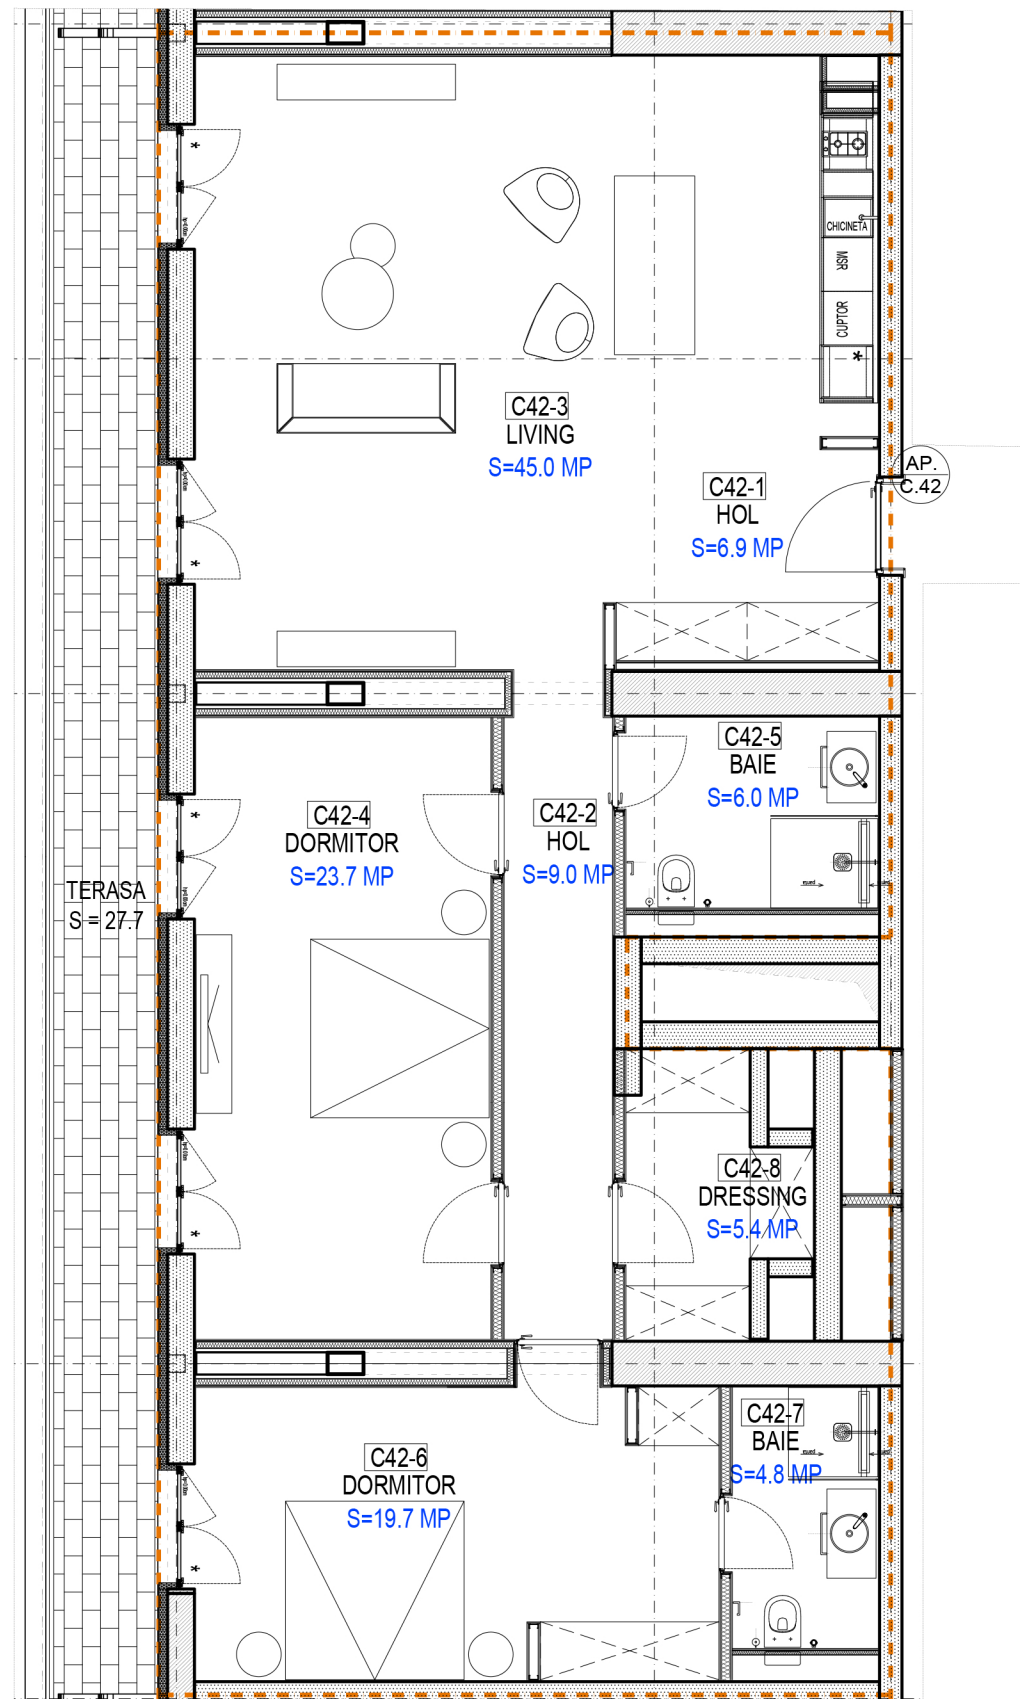 CHICINETA
MSR
CUPTOR
C42-3
LIVING
S=45.0 MP
AP.
C.42
C42-1
HOL
S=6.9 MP
C42-5
BAIE
S=6.0 MP
C42-4
DORMITOR
S=23.7 MP
C42-2
HOL
S=9.0 MP
TERASA
S = 27.7
C42-8
DRESSING
S=5.4 MP
C42-7
BAIE
S=4.8 MP
C42-6
DORMITOR
S=19.7 MP